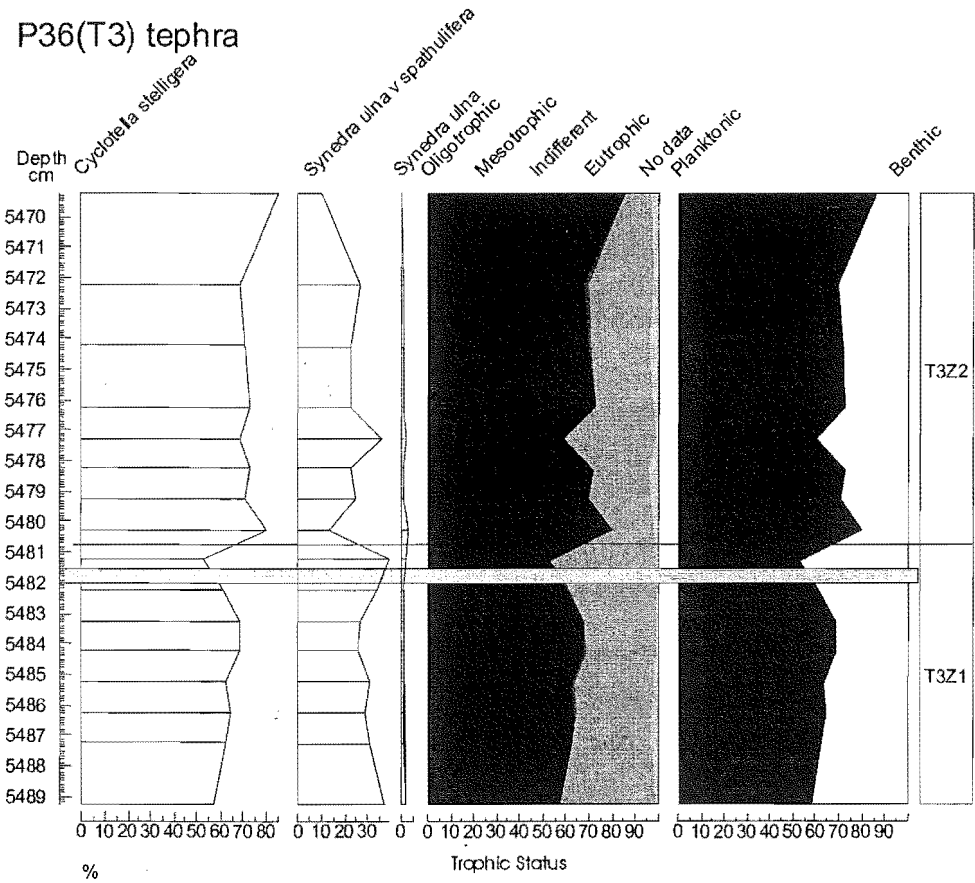 P36(T3) tephra
Depth
cm
Cyclotella stelligera
Synedra ulna v spathulifera
Synedra ulna
Oligotrophic
Mesotrophic
Indifferent
Eutrophic
No data
Planktonic
Benthic
5470
5471
5472
5473
5474
5475
5476
5477
5478
5479
5480
5481
5482
5483
5484
5485
5486
5487
5488
5489
T3Z2
T3Z1
0 10 20 30 40 50 60 70 80 0 10 20 30 0 0 10 20 30 40 50 60 70 80 90 0 10 20 30 40 50 60 70 80 90
%
Trophic Status